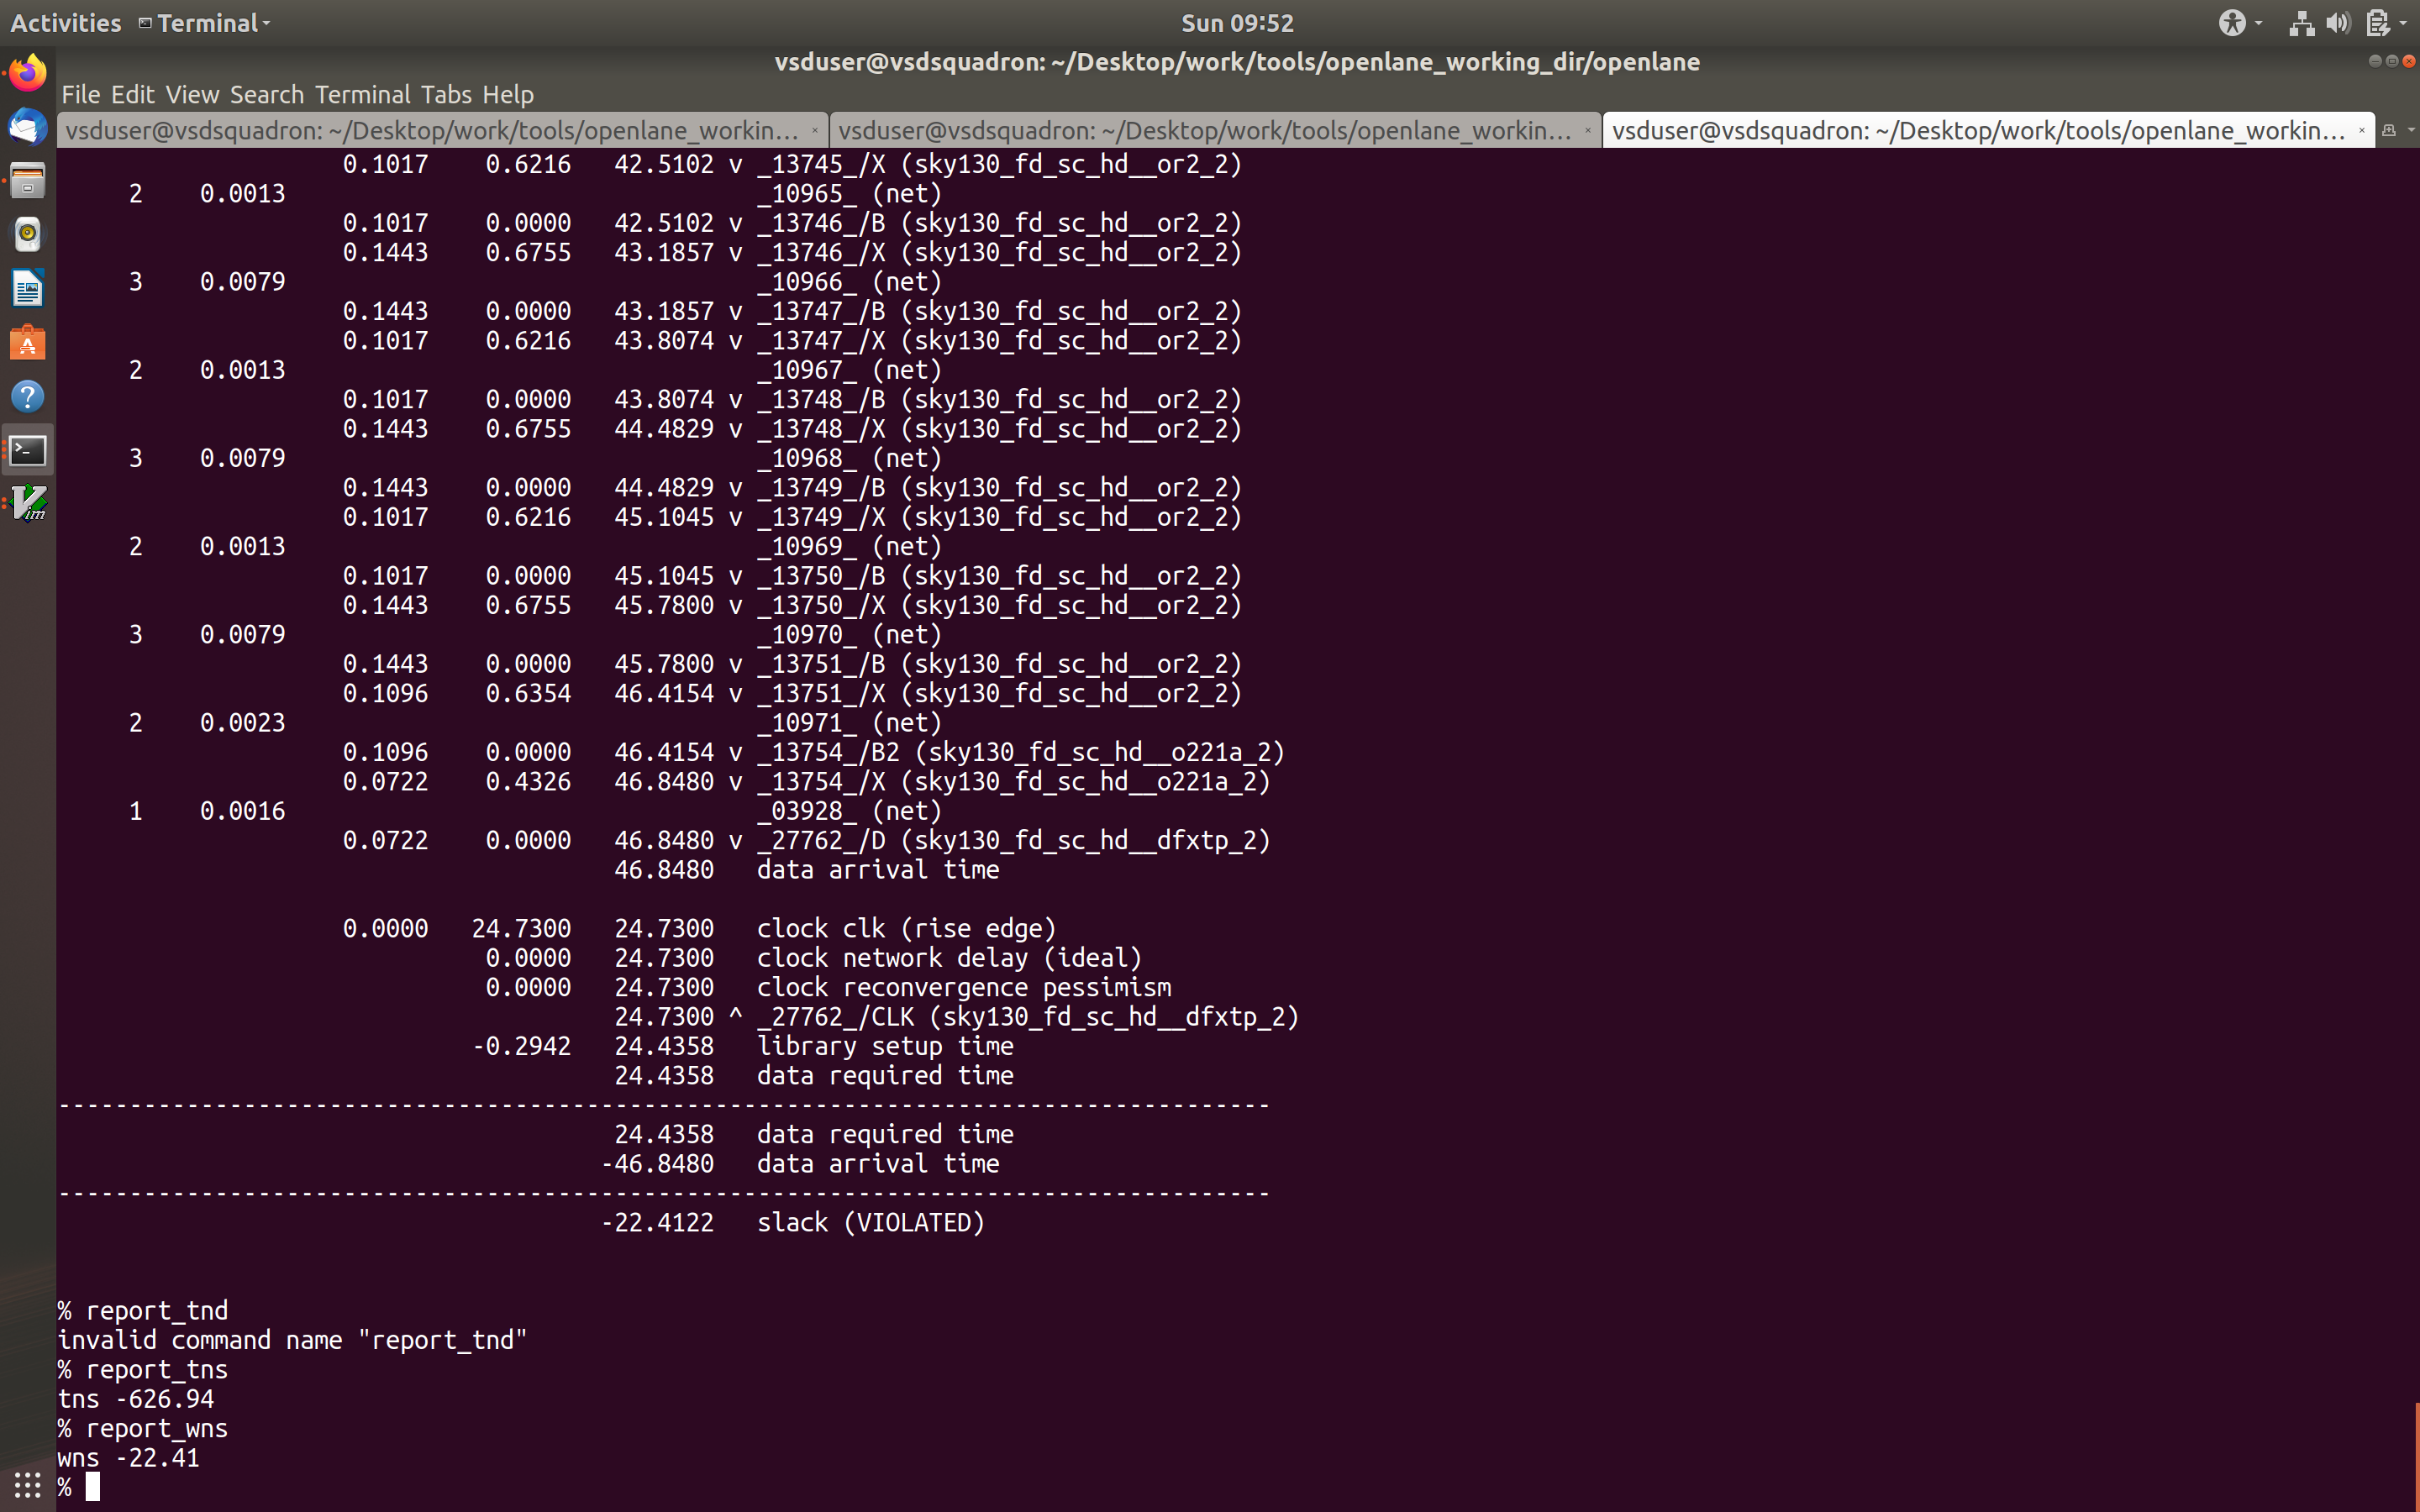 Activities Terminal Sun 09:52
vsduser@vsdsquadron: ~/Desktop/work/tools/openlane_working_dir/openlane
File Edit View Search Terminal Tabs Help
vsduser@vsdsquadron: ~/Desktop/work/tools/openlane_workin... vsduser@vsdsquadron: ~/Desktop/work/tools/openlane_workin... vsduser@vsdsquadron: ~/Desktop/work/tools/openlane_workin...
0.1017 0.6216 42.5102 v _13745_/X (sky130_fd_sc_hd__or2_2)
2 0.0013 _10965_ (net)
0.1017 0.0000 42.5102 v _13746_/B (sky130_fd_sc_hd__or2_2)
0.1443 0.6755 43.1857 v _13746_/X (sky130_fd_sc_hd__or2_2)
3 0.0079 _10966_ (net)
0.1443 0.0000 43.1857 v _13747_/B (sky130_fd_sc_hd__or2_2)
0.1017 0.6216 43.8074 v _13747_/X (sky130_fd_sc_hd__or2_2)
2 0.0013 _10967_ (net)
0.1017 0.0000 43.8074 v _13748_/B (sky130_fd_sc_hd__or2_2)
0.1443 0.6755 44.4829 v _13748_/X (sky130_fd_sc_hd__or2_2)
3 0.0079 _10968_ (net)
0.1443 0.0000 44.4829 v _13749_/B (sky130_fd_sc_hd__or2_2)
0.1017 0.6216 45.1045 v _13749_/X (sky130_fd_sc_hd__or2_2)
2 0.0013 _10969_ (net)
0.1017 0.0000 45.1045 v _13750_/B (sky130_fd_sc_hd__or2_2)
0.1443 0.6755 45.7800 v _13750_/X (sky130_fd_sc_hd__or2_2)
3 0.0079 _10970_ (net)
0.1443 0.0000 45.7800 v _13751_/B (sky130_fd_sc_hd__or2_2)
0.1096 0.6354 46.4154 v _13751_/X (sky130_fd_sc_hd__or2_2)
2 0.0023 _10971_ (net)
0.1096 0.0000 46.4154 v _13754_/B2 (sky130_fd_sc_hd__o221a_2)
0.0722 0.4326 46.8480 v _13754_/X (sky130_fd_sc_hd__o221a_2)
1 0.0016 _03928_ (net)
0.0722 0.0000 46.8480 v _27762_/D (sky130_fd_sc_hd__dfxtp_2)
46.8480 data arrival time
0.0000 24.7300 24.7300 clock clk (rise edge)
0.0000 24.7300 clock network delay (ideal)
0.0000 24.7300 clock reconvergence pessimism
24.7300 ^ _27762_/CLK (sky130_fd_sc_hd__dfxtp_2)
-0.2942 24.4358 library setup time
24.4358 data required time
-------------------------------------------------------------------------------------
24.4358 data required time
-46.8480 data arrival time
-------------------------------------------------------------------------------------
-22.4122 slack (VIOLATED)
% report_tnd
invalid command name "report_tnd"
% report_tns
tns -626.94
% report_wns
wns -22.41
%